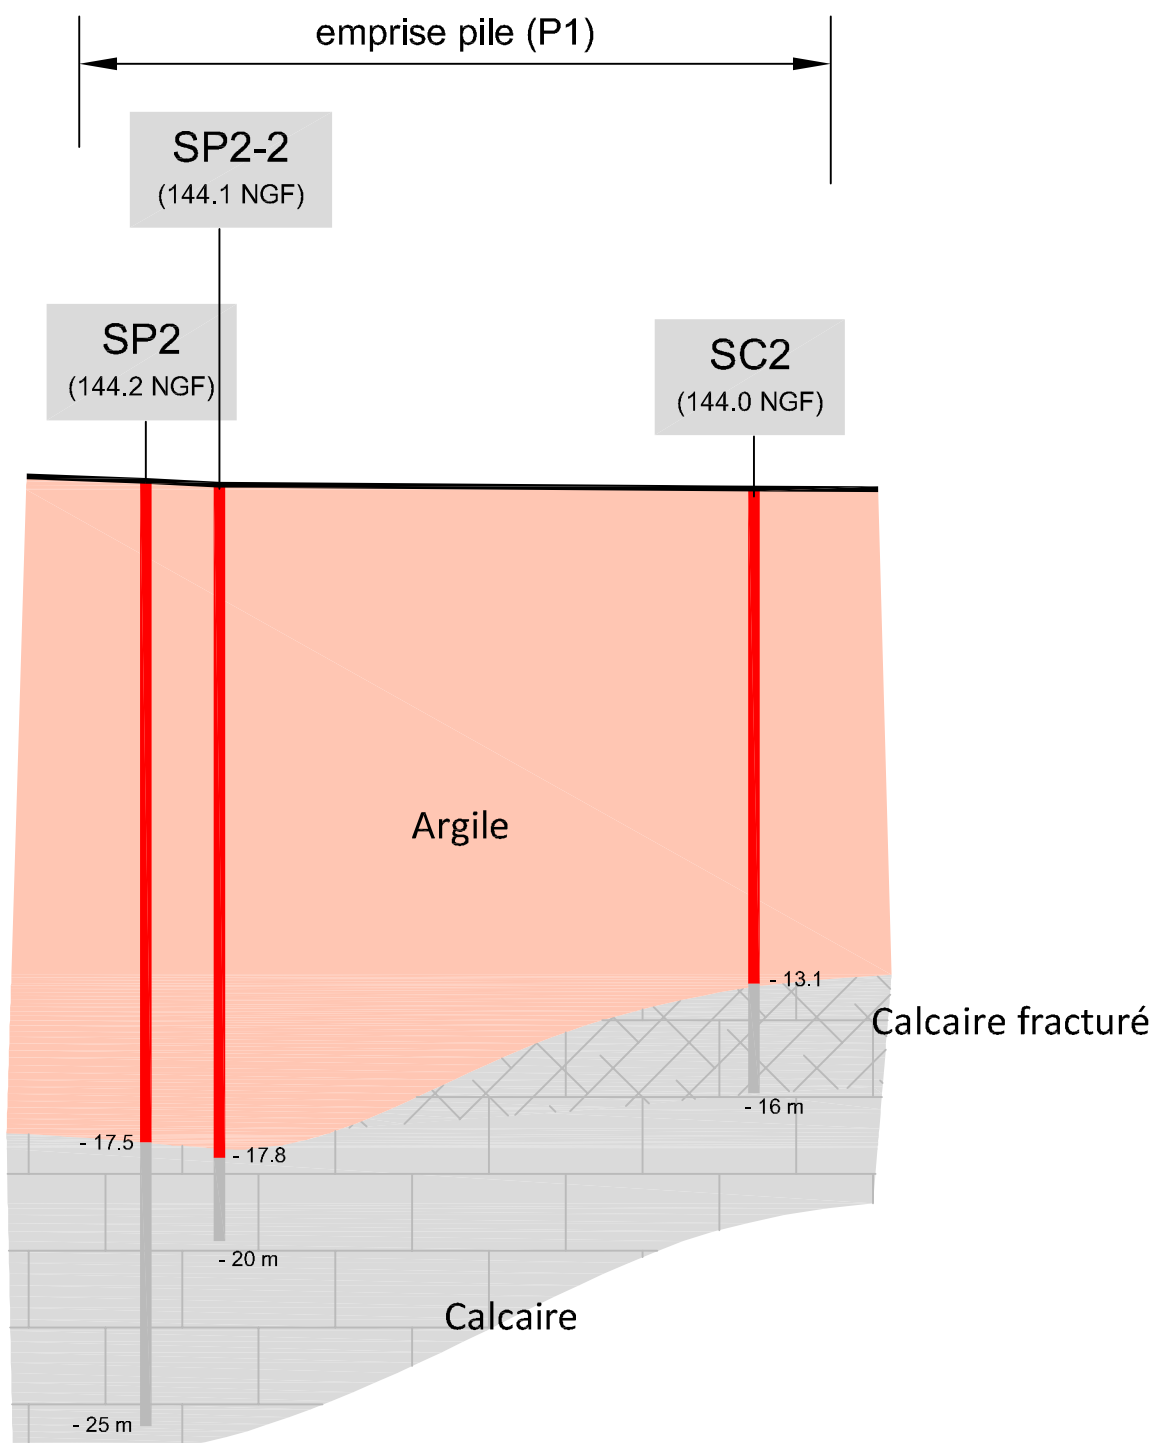 emprise pile (P1)
SP2-2
(144.1 NGF)
SP2
(144.2 NGF)
SC2
(144.0 NGF)
Argile
- 13.1
Calcaire fracturé
- 16 m
- 17.5
- 17.8
- 20 m
Calcaire
- 25 m